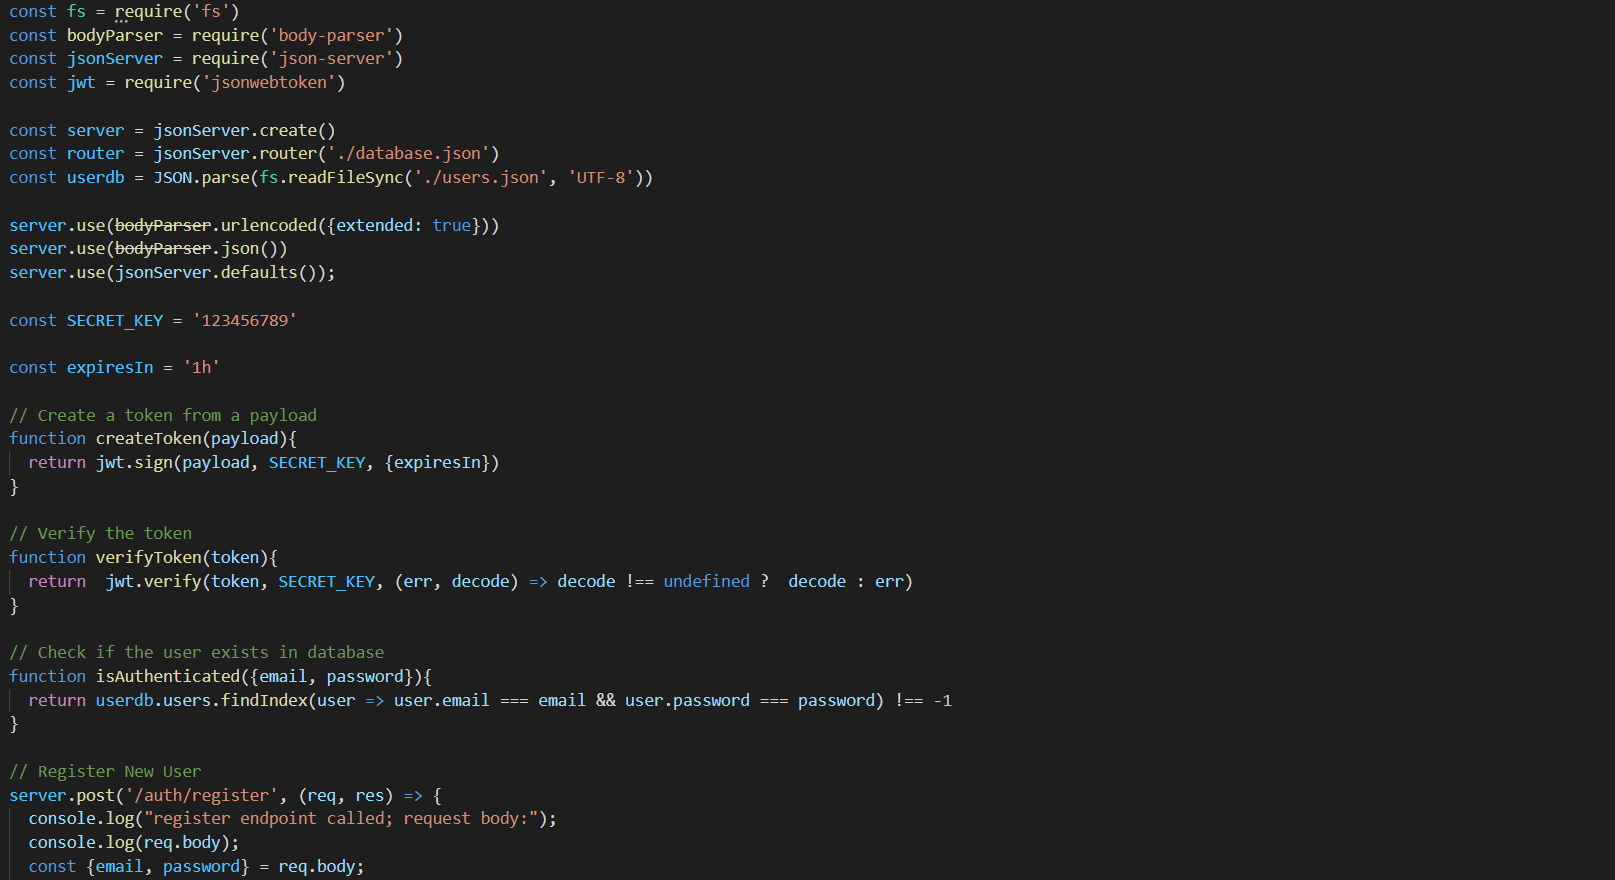 const fs = require('fs')
const bodyParser = require('body-parser')
const jsonServer = require('json-server')
const jwt = require('jsonwebtoken')

const server = jsonServer.create()
const router = jsonServer.router('./database.json')
const userdb = JSON.parse(fs.readFileSync('./users.json', 'UTF-8'))

server.use(bodyParser.urlencoded({extended: true}))
server.use(bodyParser.json())
server.use(jsonServer.defaults());

const SECRET_KEY = '123456789'

const expiresIn = '1h'

// Create a token from a payload
function createToken(payload){
  return jwt.sign(payload, SECRET_KEY, {expiresIn})
}

// Verify the token
function verifyToken(token){
  return  jwt.verify(token, SECRET_KEY, (err, decode) => decode !== undefined ?  decode : err)
}

// Check if the user exists in database
function isAuthenticated({email, password}){
  return userdb.users.findIndex(user => user.email === email && user.password === password) !== -1
}

// Register New User
server.post('/auth/register', (req, res) => {
  console.log("register endpoint called; request body:");
  console.log(req.body);
  const {email, password} = req.body;